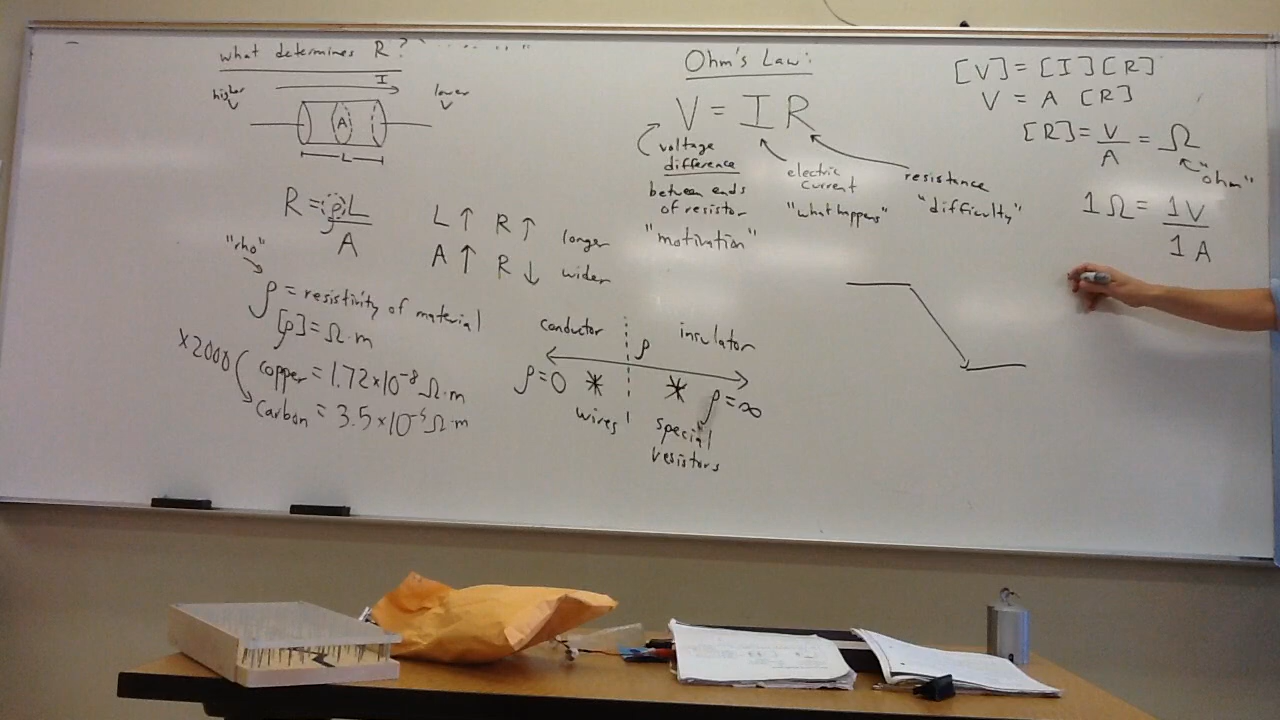 what determines R?
I
higher V
lower V
A
L
R = ρL / A
"rho"
L ↑ R ↑ longer
A ↑ R ↓ wider
ρ = resistivity of material
[ρ] = Ω·m
x2000
copper = 1.72×10⁻⁸ Ω·m
carbon = 3.5×10⁻⁵ Ω·m
conductor
insulator
ρ
ρ=0
ρ=∞
wires
"special"
resistors
Ohm's Law:
V = I R
voltage
difference
between ends
of resistor
"motivation"
electric
current
"what happens"
resistance
"difficulty"
[V] = [I] [R]
V = A [R]
[R] = V / A = Ω
"ohm"
1 Ω = 1V / 1A